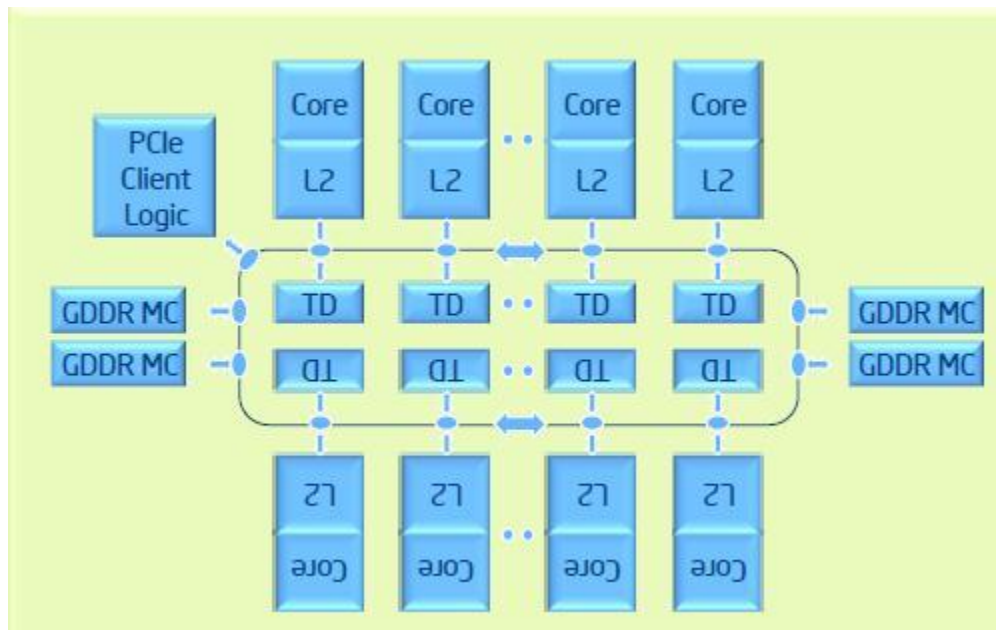 Core Core Core Core
PCIe
Client
Logic
L2 L2 L2 L2
GDDR MC TD TD TD TD GDDR MC
GDDR MC TD TD TD TD GDDR MC
L2 L2 L2 L2
Core Core Core Core